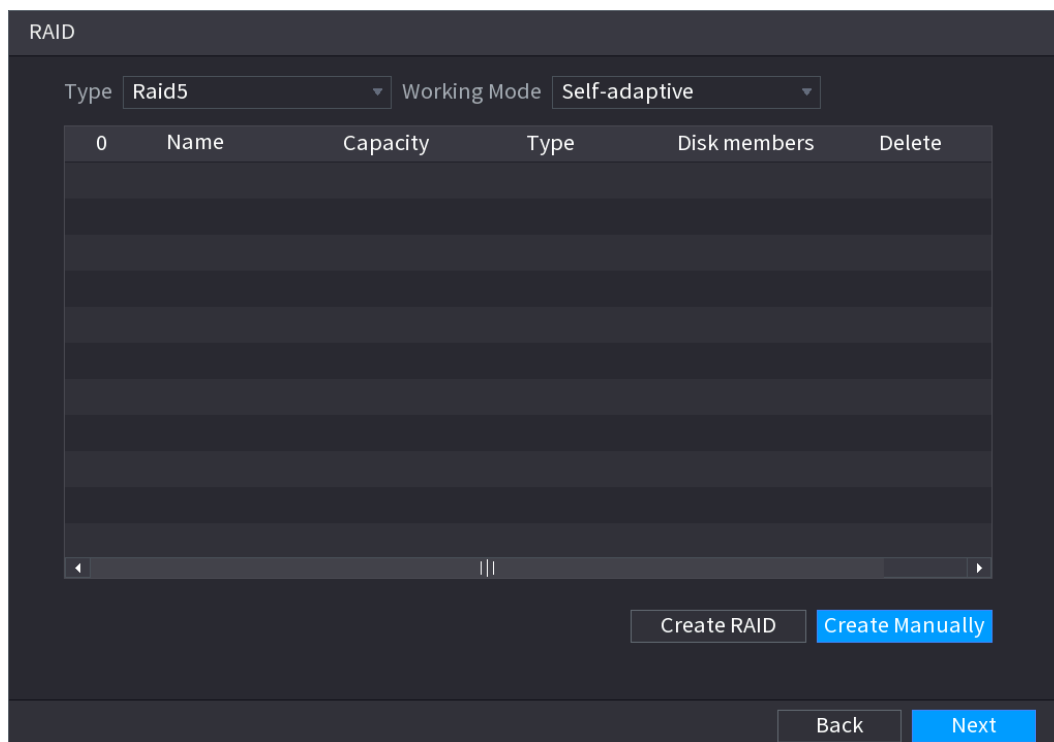 RAID
Type Raid5 Working Mode Self-adaptive
0 Name Capacity Type Disk members Delete
Create RAID Create Manually
Back Next